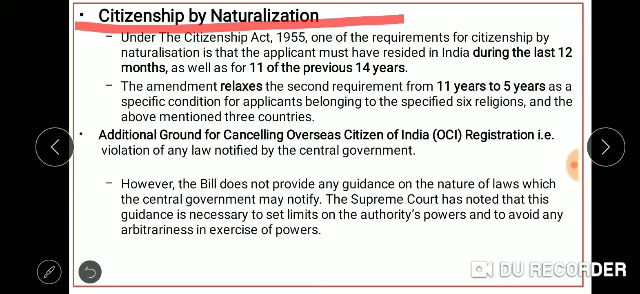 • Citizenship by Naturalization
– Under The Citizenship Act, 1955, one of the requirements for citizenship by
naturalisation is that the applicant must have resided in India during the last 12
months, as well as for 11 of the previous 14 years.
– The amendment relaxes the second requirement from 11 years to 5 years as a
specific condition for applicants belonging to the specified six religions, and the
above mentioned three countries.
• Additional Ground for Cancelling Overseas Citizen of India (OCI) Registration i.e.
violation of any law notified by the central government.
– However, the Bill does not provide any guidance on the nature of laws which
the central government may notify. The Supreme Court has noted that this
guidance is necessary to set limits on the authority's powers and to avoid any
arbitrariness in exercise of powers.
DU RECORDER